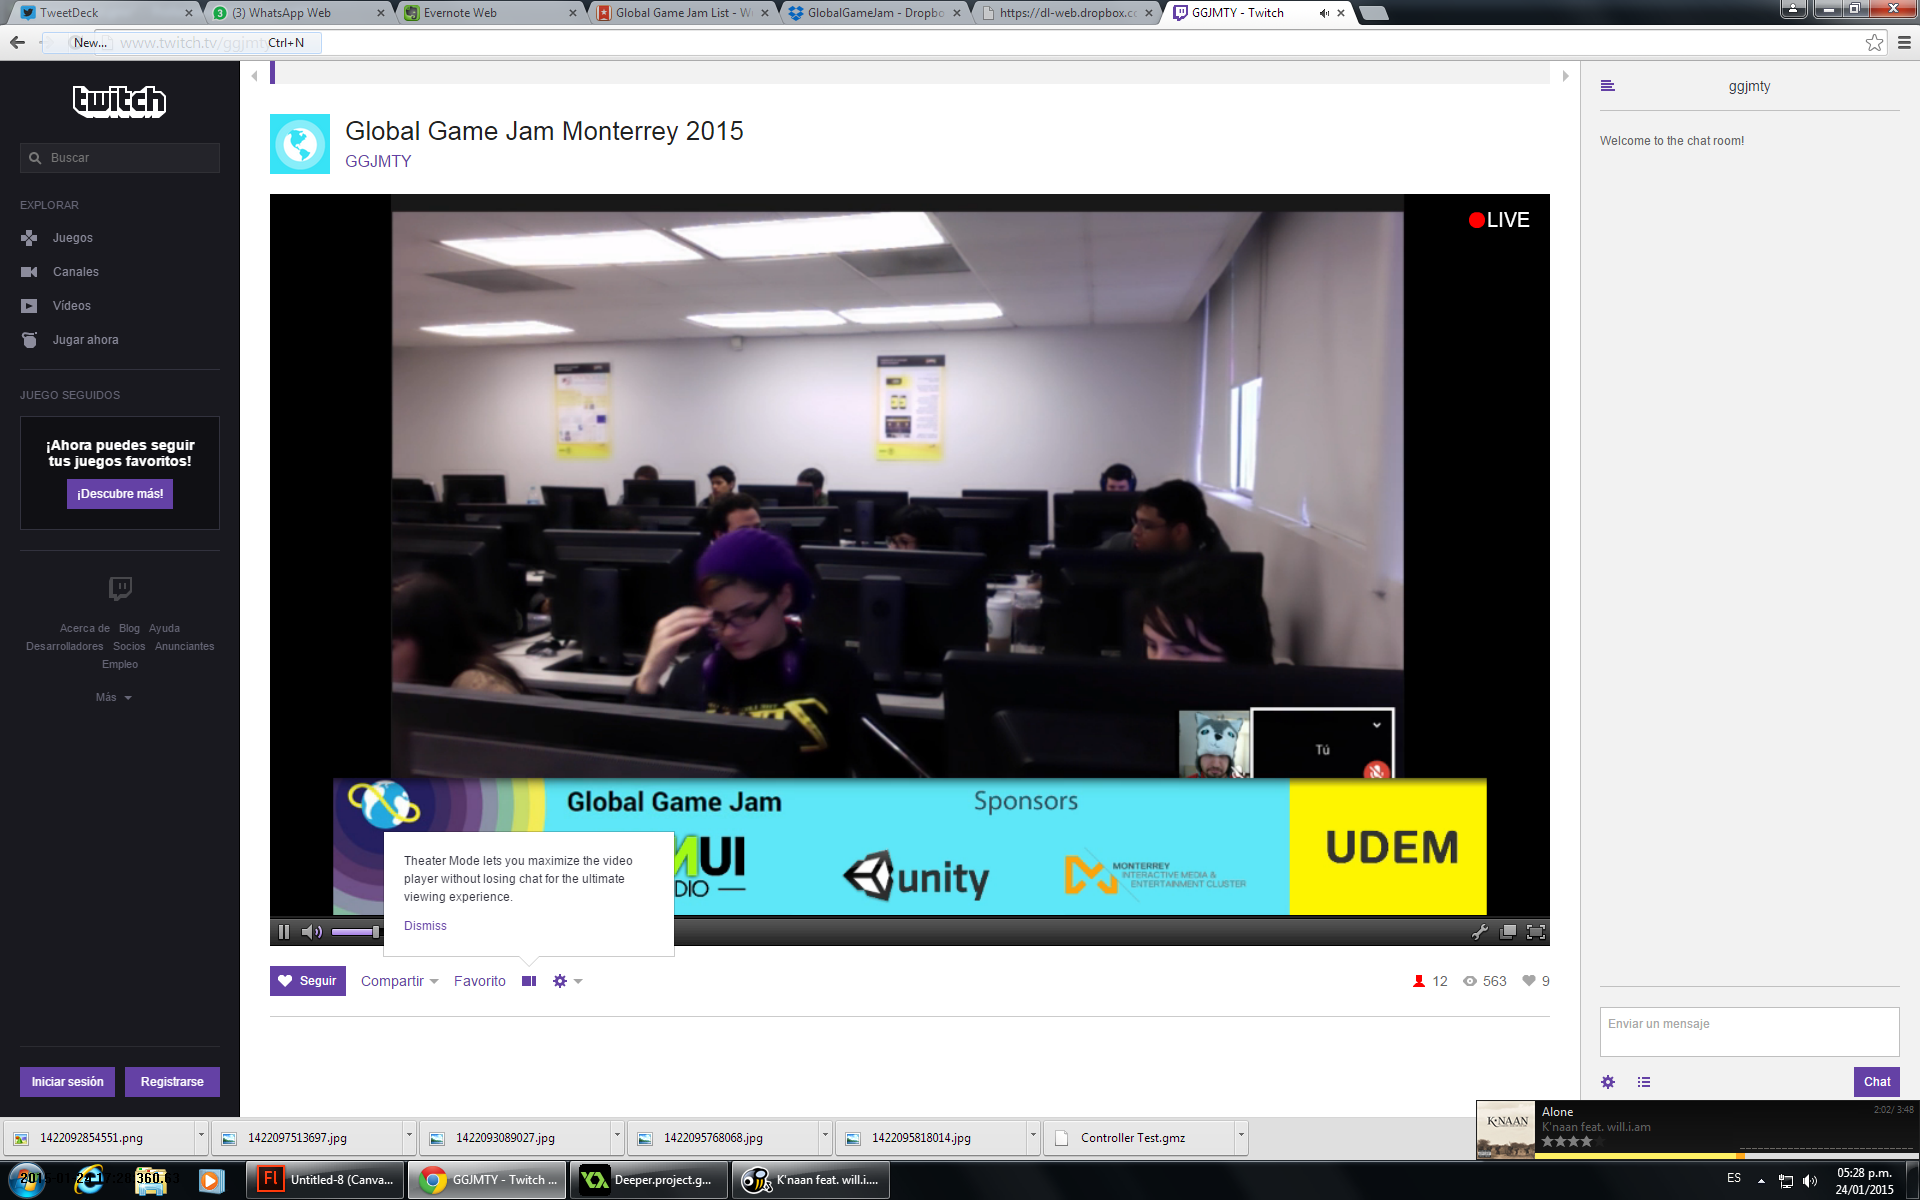 TweetDeck
(3) WhatsApp Web
Evernote Web
Global Game Jam List - W
GlobalGameJam - Dropbo
https://dl-web.dropbox.c
GGJMTY - Twitch
New... Ctrl+N
www.twitch.tv/ggjmty
twitch
Buscar
EXPLORAR
Juegos
Canales
Vídeos
Jugar ahora
JUEGO SEGUIDOS
¡Ahora puedes seguir
tus juegos favoritos!
¡Descubre más!
Acerca de Blog Ayuda
Desarrolladores Socios Anunciantes
Empleo
Más
Iniciar sesión Registrarse
Global Game Jam Monterrey 2015
GGJMTY
LIVE
Tú
Global Game Jam
Sponsors
UDEM
MUI
DIO
unity
MONTERREY
INTERACTIVE MEDIA &
ENTERTAINMENT CLUSTER
Theater Mode lets you maximize the video
player without losing chat for the ultimate
viewing experience.
Dismiss
Seguir Compartir Favorito
12 563 9
ggjmty
Welcome to the chat room!
Enviar un mensaje
Chat
1422092854551.png
1422097513697.jpg
1422093089027.jpg
1422095768068.jpg
1422095818014.jpg
Controller Test.gmz
K'NAAN
Alone
2:02/ 3:48
K'naan feat. will.i.am
Untitled-8 (Canva...
GGJMTY - Twitch ...
Deeper.project.g...
K'naan feat. will.i....
ES
05:28 p.m.
24/01/2015